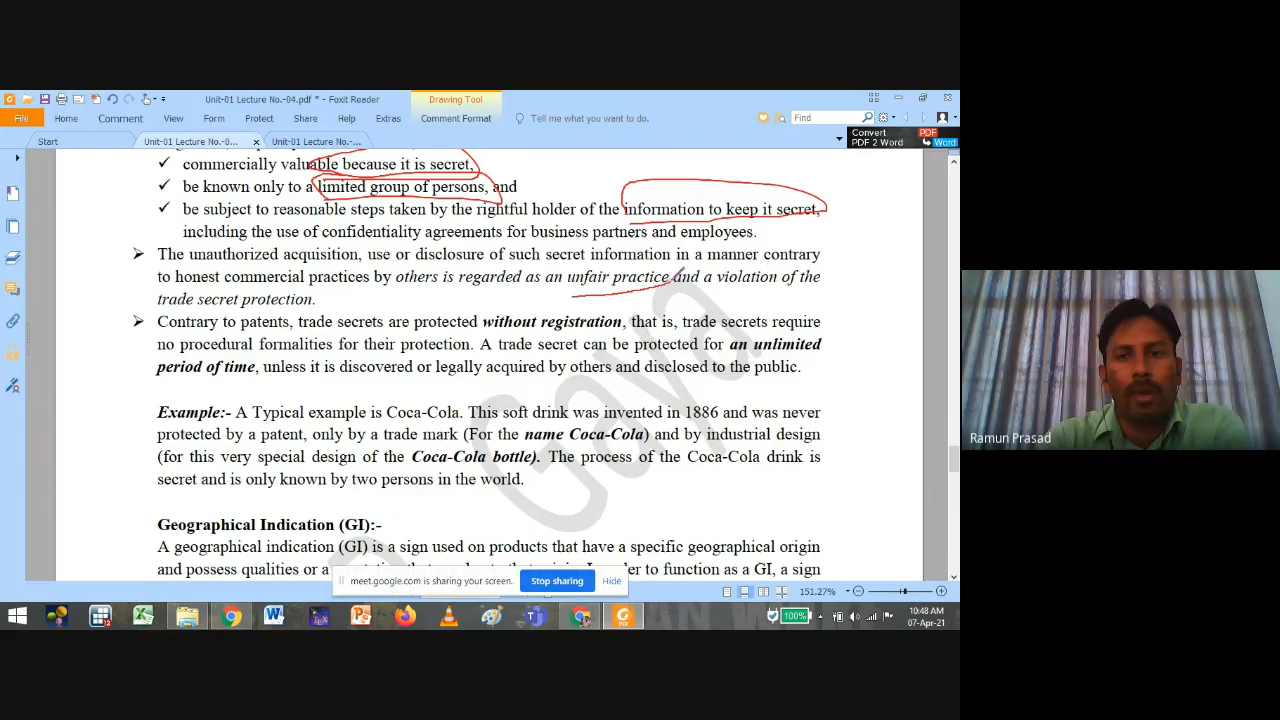 Unit-01 Lecture No.-04.pdf * - Foxit Reader
Drawing Tool
File
Home
Comment
View
Form
Protect
Share
Help
Extras
Comment Format
Tell me what you want to do.
Find
Start
Unit-01 Lecture No.-0...
Unit-01 Lecture No.-...
Convert
PDF 2 Word
PDF
Word
✓ commercially valuable because it is secret,
✓ be known only to a limited group of persons, and
✓ be subject to reasonable steps taken by the rightful holder of the information to keep it secret,
including the use of confidentiality agreements for business partners and employees.
➢ The unauthorized acquisition, use or disclosure of such secret information in a manner contrary
to honest commercial practices by others is regarded as an unfair practice and a violation of the
trade secret protection.
➢ Contrary to patents, trade secrets are protected without registration, that is, trade secrets require
no procedural formalities for their protection. A trade secret can be protected for an unlimited
period of time, unless it is discovered or legally acquired by others and disclosed to the public.
Example:- A Typical example is Coca-Cola. This soft drink was invented in 1886 and was never
protected by a patent, only by a trade mark (For the name Coca-Cola) and by industrial design
(for this very special design of the Coca-Cola bottle). The process of the Coca-Cola drink is
secret and is only known by two persons in the world.
Geographical Indication (GI):-
A geographical indication (GI) is a sign used on products that have a specific geographical origin
and possess qualities or a
In order to function as a GI, a sign
Gaya
meet.google.com is sharing your screen.
Stop sharing
Hide
151.27%
100%
10:48 AM
07-Apr-21
Ramun Prasad